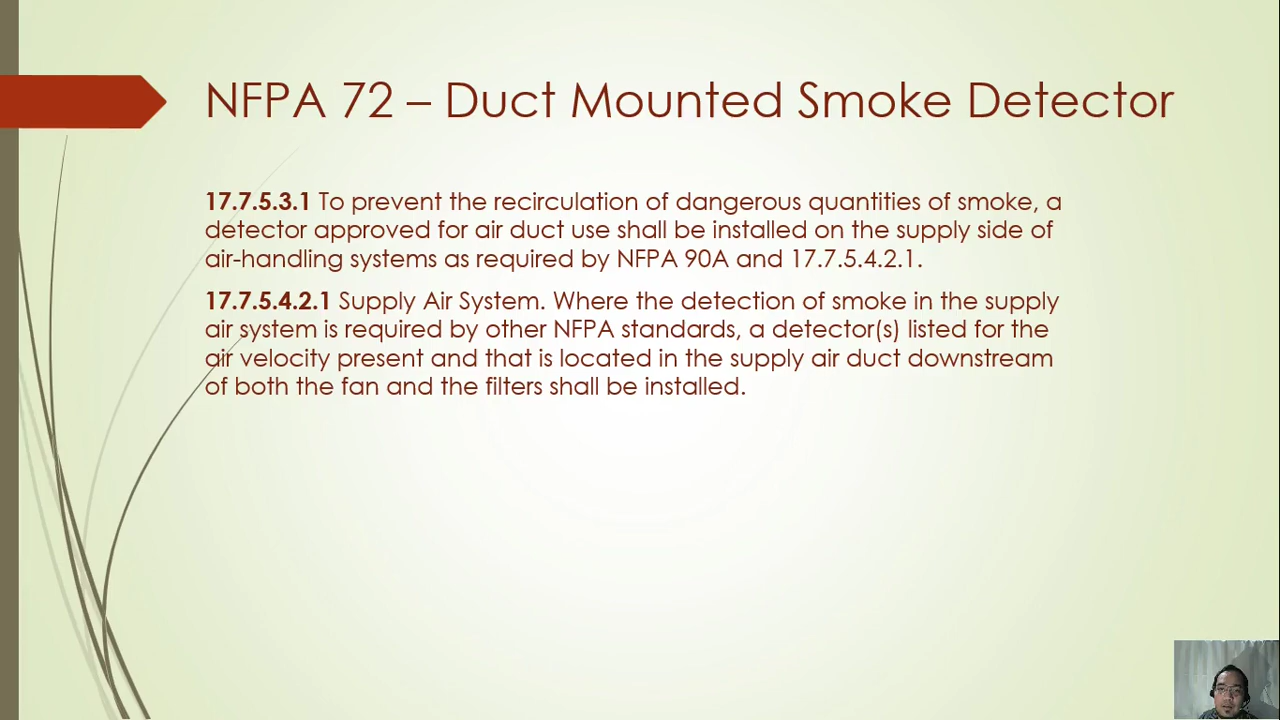 NFPA 72 – Duct Mounted Smoke Detector
17.7.5.3.1 To prevent the recirculation of dangerous quantities of smoke, a
detector approved for air duct use shall be installed on the supply side of
air-handling systems as required by NFPA 90A and 17.7.5.4.2.1.
17.7.5.4.2.1 Supply Air System. Where the detection of smoke in the supply
air system is required by other NFPA standards, a detector(s) listed for the
air velocity present and that is located in the supply air duct downstream
of both the fan and the filters shall be installed.